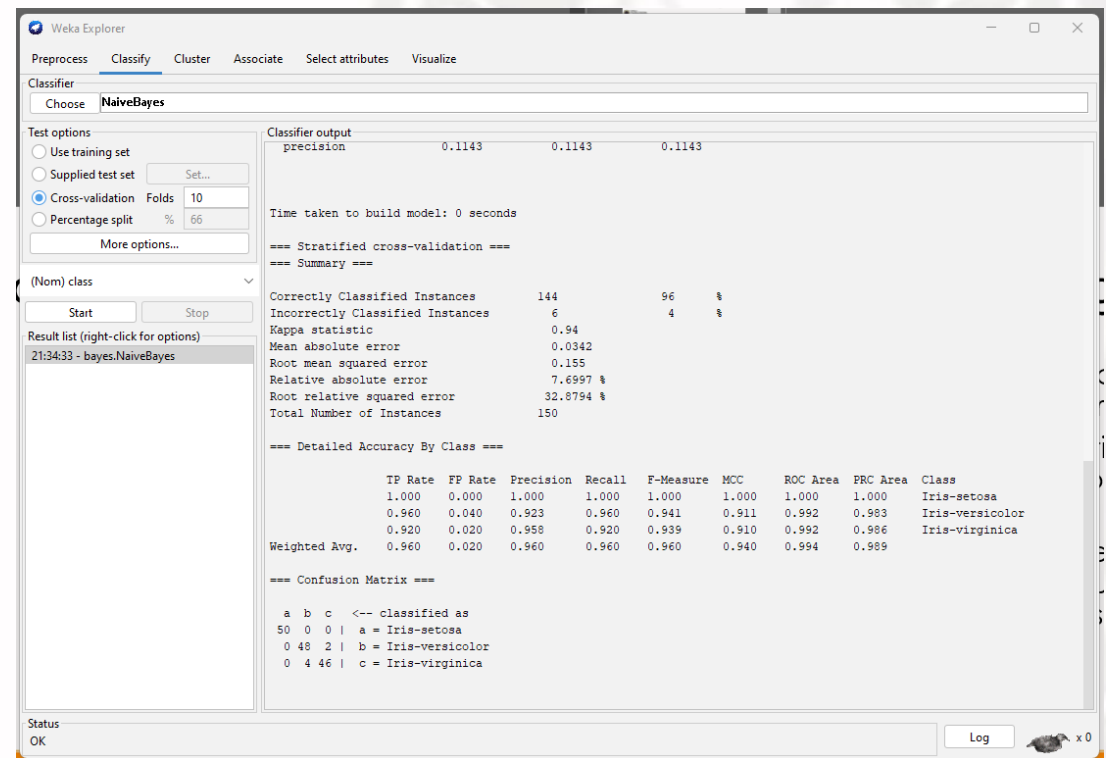 Weka Explorer
Preprocess Classify Cluster Associate Select attributes Visualize
Classifier
Choose NaiveBayes
Test options
Use training set
Supplied test set Set...
Cross-validation Folds 10
Percentage split % 66
More options...
(Nom) class
Start Stop
Result list (right-click for options)
21:34:33 - bayes.NaiveBayes
Classifier output
precision 0.1143 0.1143 0.1143
Time taken to build model: 0 seconds
=== Stratified cross-validation ===
=== Summary ===
Correctly Classified Instances 144 96 %
Incorrectly Classified Instances 6 4 %
Kappa statistic 0.94
Mean absolute error 0.0342
Root mean squared error 0.155
Relative absolute error 7.6997 %
Root relative squared error 32.8794 %
Total Number of Instances 150
=== Detailed Accuracy By Class ===
TP Rate FP Rate Precision Recall F-Measure MCC ROC Area PRC Area Class
1.000 0.000 1.000 1.000 1.000 1.000 1.000 1.000 Iris-setosa
0.960 0.040 0.923 0.960 0.941 0.911 0.992 0.983 Iris-versicolor
0.920 0.020 0.958 0.920 0.939 0.910 0.992 0.986 Iris-virginica
Weighted Avg. 0.960 0.020 0.960 0.960 0.960 0.940 0.994 0.989
=== Confusion Matrix ===
a b c <-- classified as
50 0 0 | a = Iris-setosa
0 48 2 | b = Iris-versicolor
0 4 46 | c = Iris-virginica
Status
OK
Log x 0